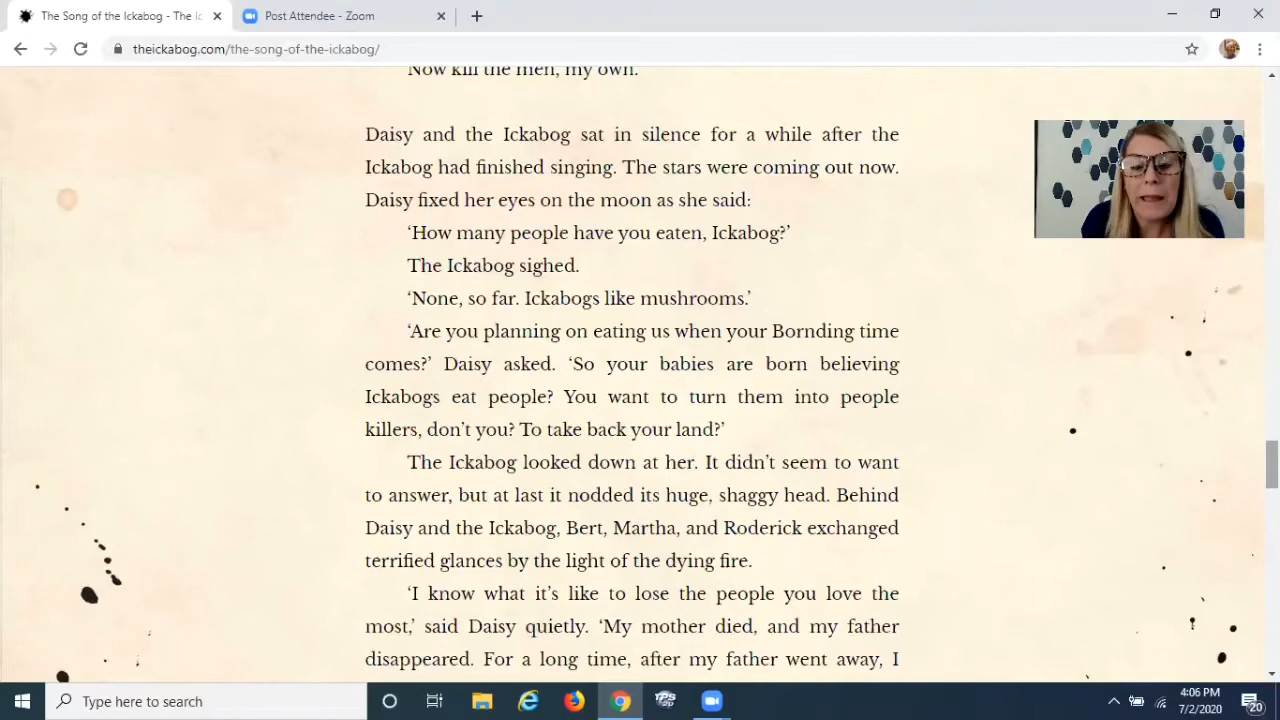 The Song of the Ickabog - The Ic
Post Attendee - Zoom
theickabog.com/the-song-of-the-ickabog/
Now kill the men, my own.
Daisy and the Ickabog sat in silence for a while after the
Ickabog had finished singing. The stars were coming out now.
Daisy fixed her eyes on the moon as she said:
‘How many people have you eaten, Ickabog?’
The Ickabog sighed.
‘None, so far. Ickabogs like mushrooms.’
‘Are you planning on eating us when your Bornding time
comes?’ Daisy asked. ‘So your babies are born believing
Ickabogs eat people? You want to turn them into people
killers, don’t you? To take back your land?’
The Ickabog looked down at her. It didn’t seem to want
to answer, but at last it nodded its huge, shaggy head. Behind
Daisy and the Ickabog, Bert, Martha, and Roderick exchanged
terrified glances by the light of the dying fire.
‘I know what it’s like to lose the people you love the
most,’ said Daisy quietly. ‘My mother died, and my father
disappeared. For a long time, after my father went away, I
Type here to search
TPS
4:06 PM
7/2/2020
20